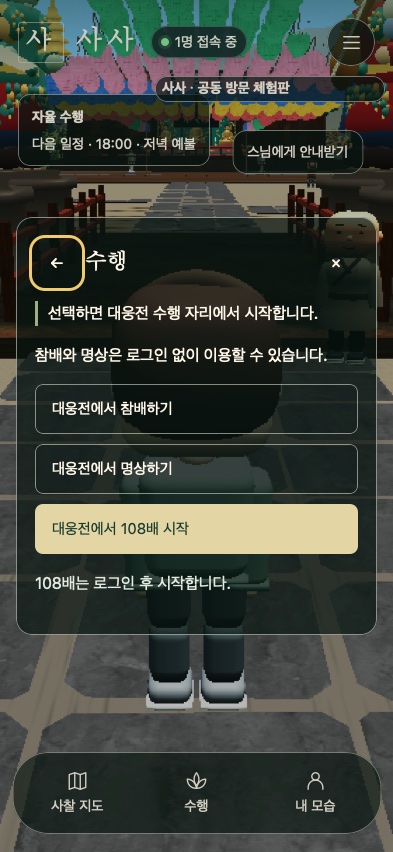 사 사사
1명 접속 중
사사 · 공동 방문 체험판
자율 수행
다음 일정 · 18:00 · 저녁 예불
스님에게 안내받기
수행
선택하면 대웅전 수행 자리에서 시작합니다.
참배와 명상은 로그인 없이 이용할 수 있습니다.
대웅전에서 참배하기
대웅전에서 명상하기
대웅전에서 108배 시작
108배는 로그인 후 시작합니다.
사찰 지도
수행
내 모습